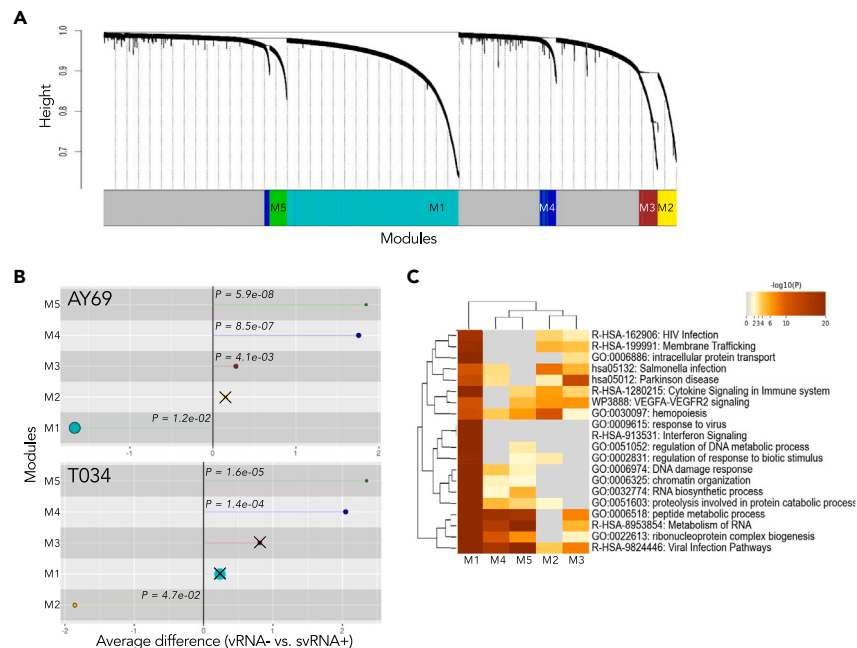 A
1.0
0.9
0.8
0.7
Height
M5
M1
M4
M3
M2
Modules
B
AY69
M5
P = 5.9e-08
M4
P = 8.5e-07
M3
P = 4.1e-03
M2
M1
P = 1.2e-02
-1
0
1
2
Modules
T034
M5
P = 1.6e-05
M4
P = 1.4e-04
M3
M1
M2
P = 4.7e-02
-2
-1
0
1
2
Average difference (vRNA- vs. svRNA+)
C
-log10(P)
0 2 3 4 6 10 20
R-HSA-162906: HIV Infection
R-HSA-199991: Membrane Trafficking
GO:0006886: intracellular protein transport
hsa05132: Salmonella infection
hsa05012: Parkinson disease
R-HSA-1280215: Cytokine Signaling in Immune system
WP3888: VEGFA-VEGFR2 signaling
GO:0030097: hemopoiesis
GO:0009615: response to virus
R-HSA-913531: Interferon Signaling
GO:0051052: regulation of DNA metabolic process
GO:0002831: regulation of response to biotic stimulus
GO:0006974: DNA damage response
GO:0006325: chromatin organization
GO:0032774: RNA biosynthetic process
GO:0051603: proteolysis involved in protein catabolic process
GO:0006518: peptide metabolic process
R-HSA-8953854: Metabolism of RNA
GO:0022613: ribonucleoprotein complex biogenesis
R-HSA-9824446: Viral Infection Pathways
M1 M4 M5 M2 M3